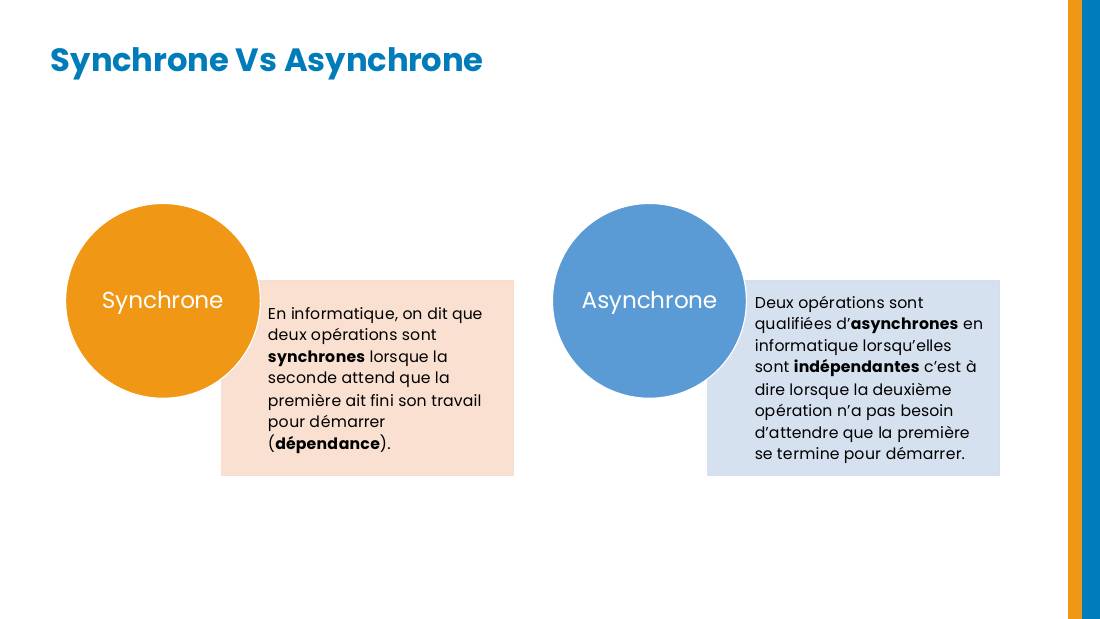 Synchrone Vs Asynchrone
Synchrone
En informatique, on dit que
deux opérations sont
synchrones lorsque la
seconde attend que la
première ait fini son travail
pour démarrer
(dépendance).
Asynchrone
Deux opérations sont
qualifiées d’asynchrones en
informatique lorsqu’elles
sont indépendantes c’est à
dire lorsque la deuxième
opération n’a pas besoin
d’attendre que la première
se termine pour démarrer.